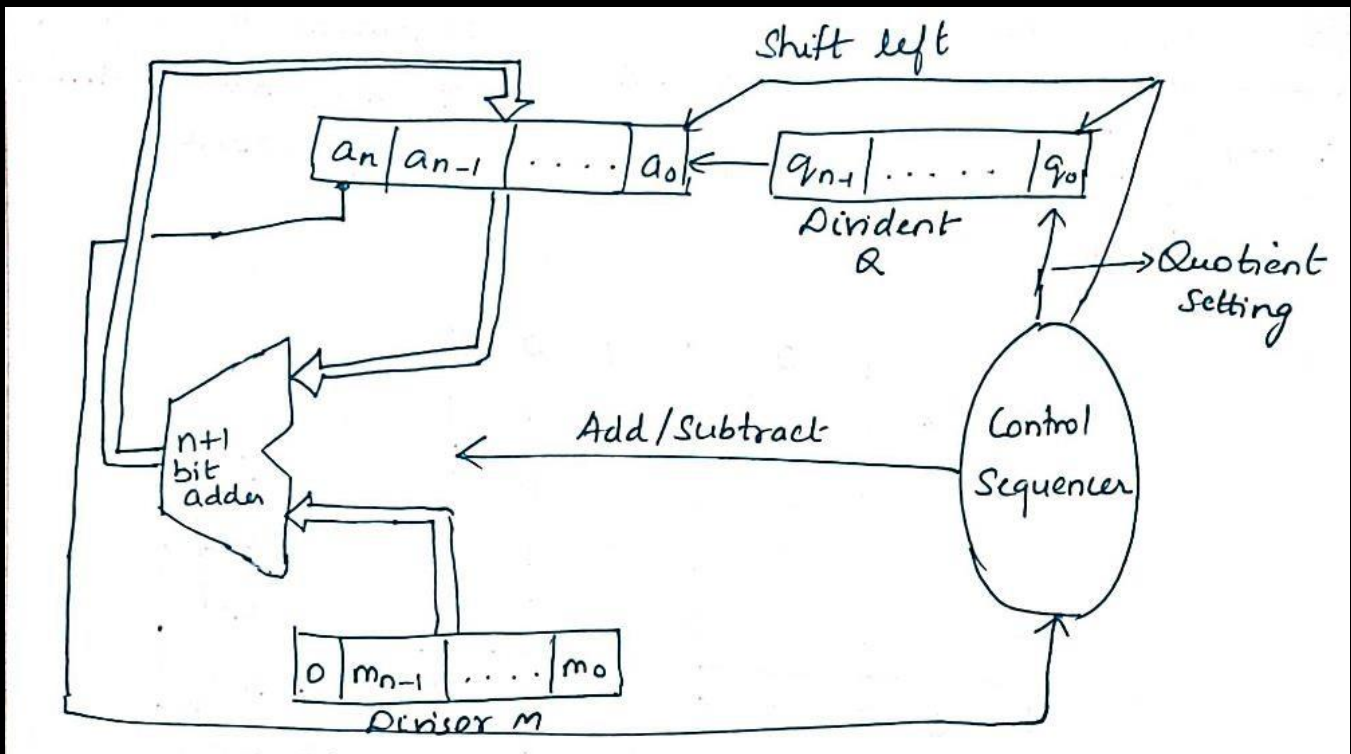 Shift left
an an-1 .... a0
qn-1 ..... q0
Divident
Q
Quotient
Setting
n+1
bit
adder
Add/Subtract
Control
Sequencer
0 mn-1 .... m0
Divisor M